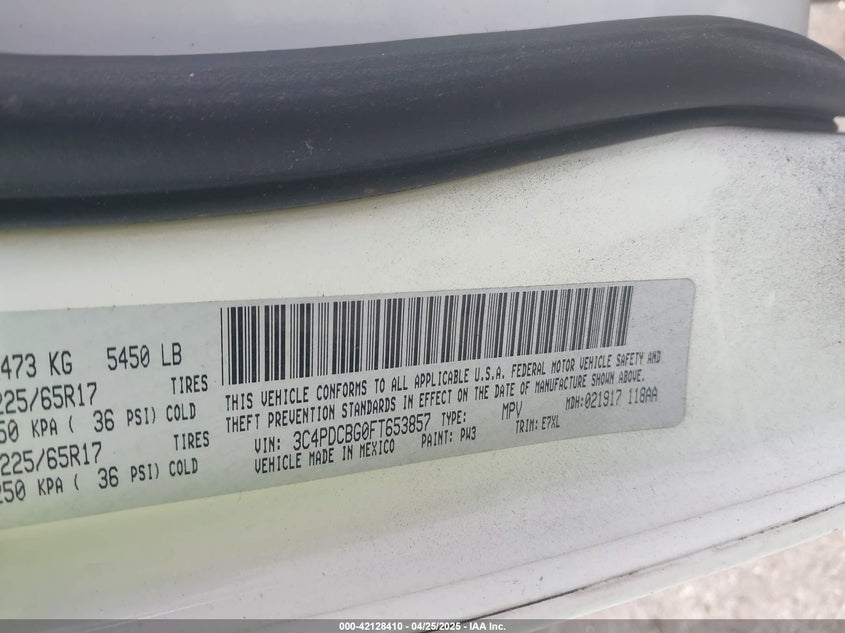 473 KG 5450 LB
225/65R17 TIRES
50 KPA ( 36 PSI) COLD
225/65R17 TIRES
250 KPA ( 36 PSI) COLD
THIS VEHICLE CONFORMS TO ALL APPLICABLE U.S.A. FEDERAL MOTOR VEHICLE SAFETY AND
THEFT PREVENTION STANDARDS IN EFFECT ON THE DATE OF MANUFACTURE SHOWN ABOVE.
VIN: 3C4PDCBG0FT653857 TYPE: MPV MDH:021917 118AA
VEHICLE MADE IN MEXICO PAINT: PW3 TRIM: E7XL
000-42128410 - 04/25/2025 - IAA Inc.